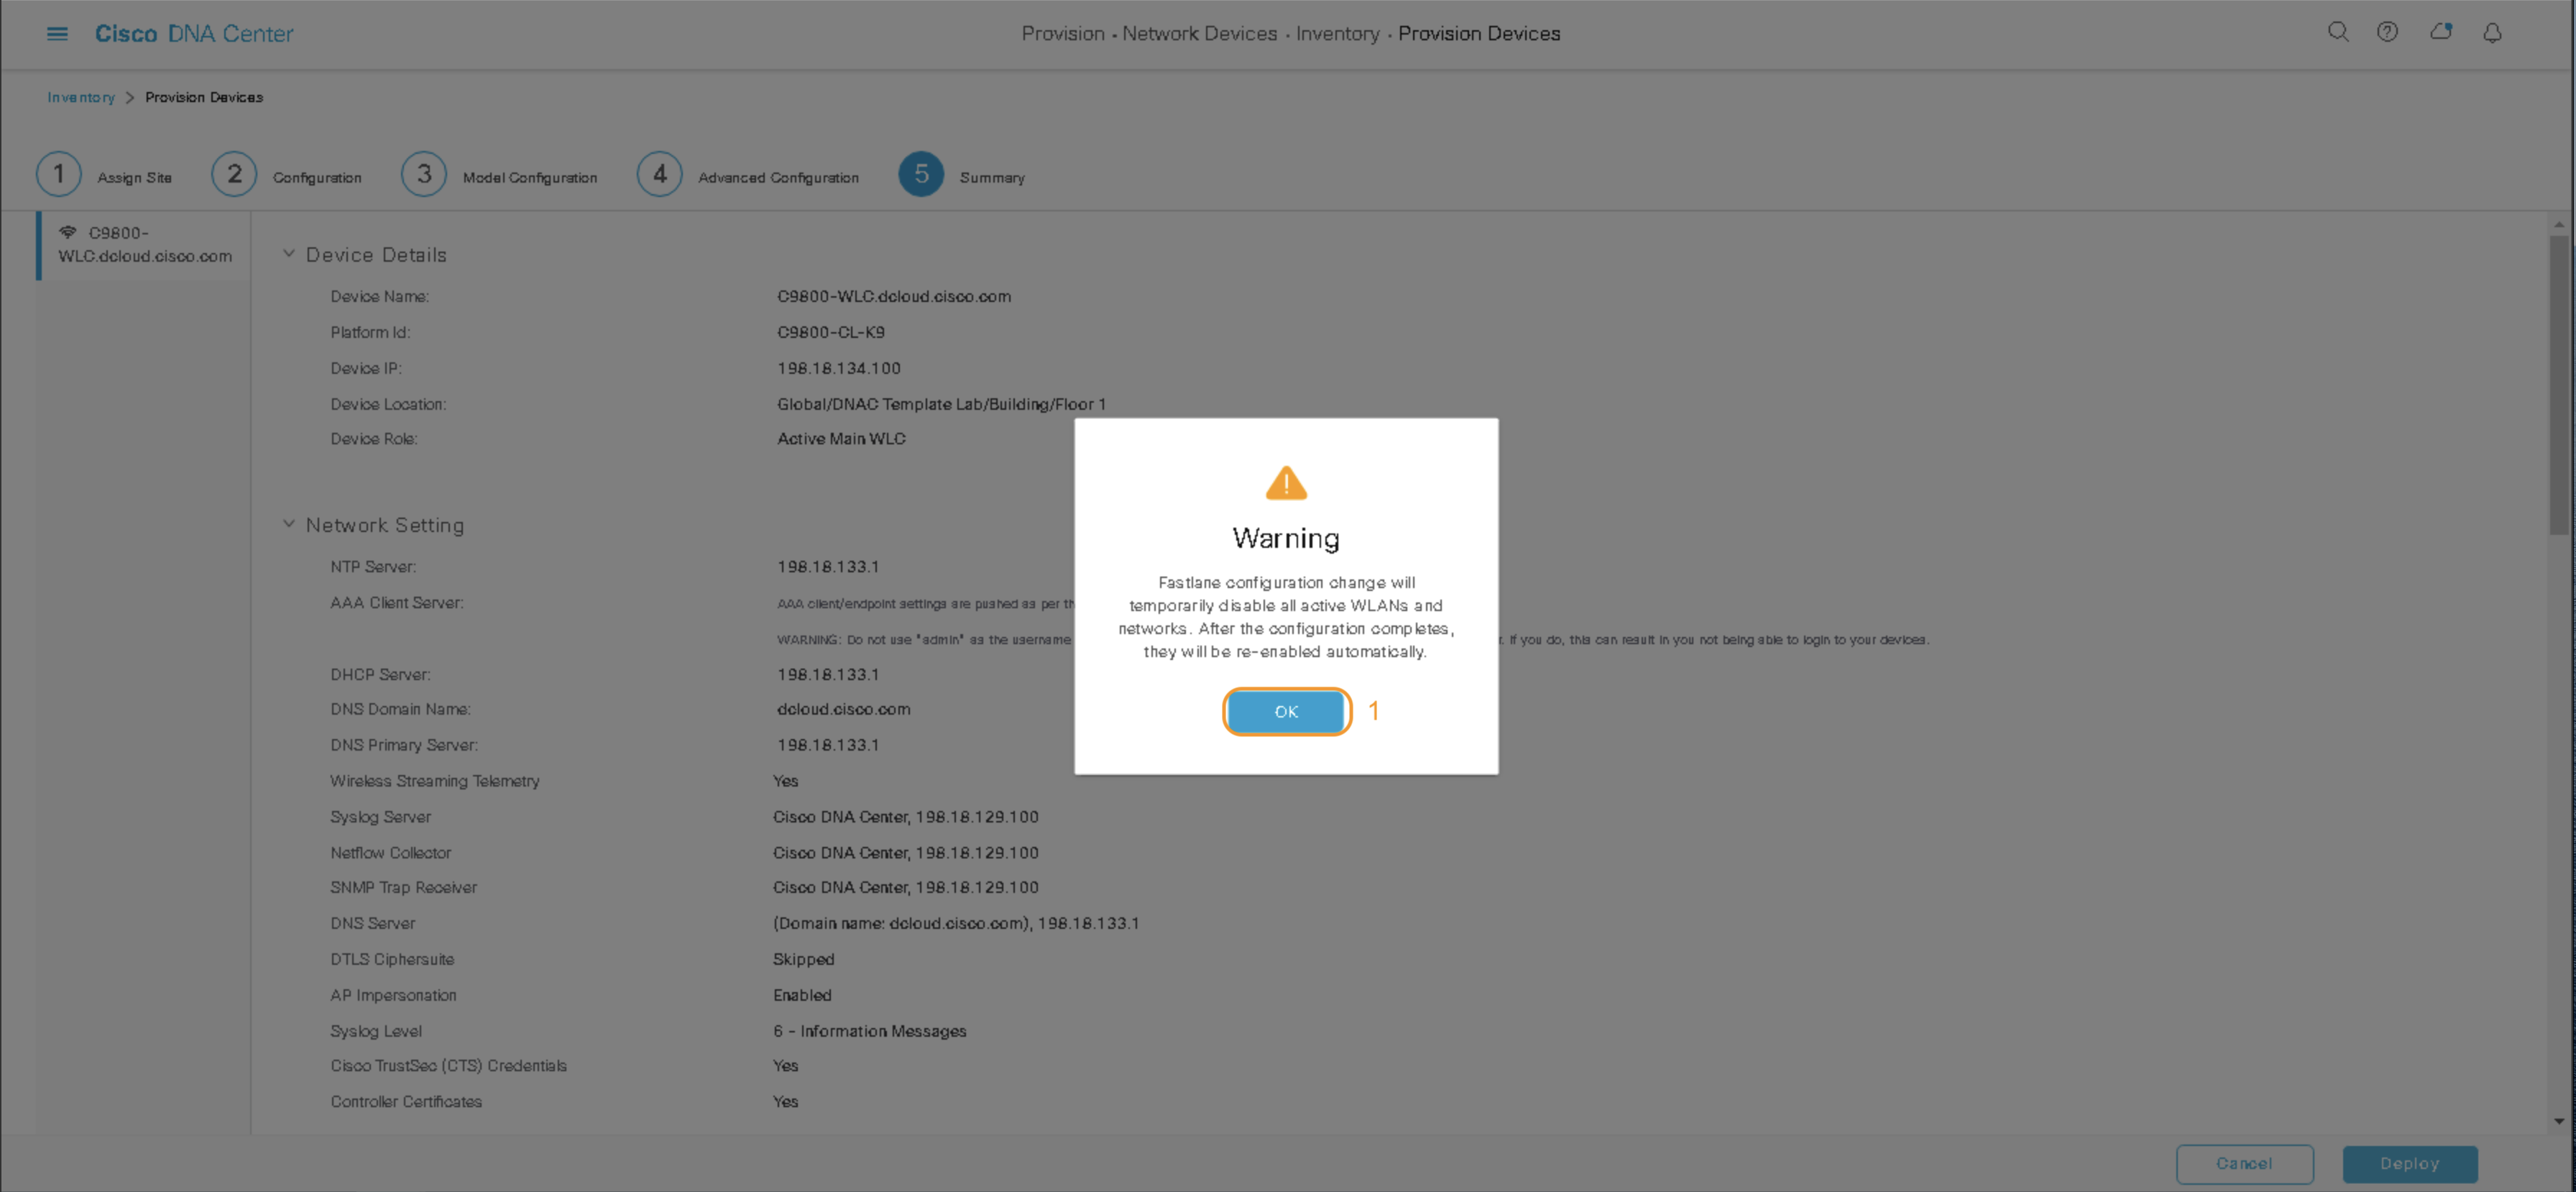 Cisco DNA Center
Provision · Network Devices · Inventory · Provision Devices
Inventory > Provision Devices
1 Assign Site 2 Configuration 3 Model Configuration 4 Advanced Configuration 5 Summary
C9800-
WLC.dcloud.cisco.com
Device Details
Device Name: C9800-WLC.dcloud.cisco.com
Platform Id: C9800-CL-K9
Device IP: 198.18.134.100
Device Location: Global/DNAC Template Lab/Building/Floor 1
Device Role: Active Main WLC
Network Setting
NTP Server: 198.18.133.1
AAA Client Server: AAA client/endpoint settings are pushed as per th
WARNING: Do not use "admin" as the username r. If you do, this can result in you not being able to login to your devices.
DHCP Server: 198.18.133.1
DNS Domain Name: dcloud.cisco.com
DNS Primary Server: 198.18.133.1
Wireless Streaming Telemetry Yes
Syslog Server Cisco DNA Center, 198.18.129.100
Netflow Collector Cisco DNA Center, 198.18.129.100
SNMP Trap Receiver Cisco DNA Center, 198.18.129.100
DNS Server (Domain name: dcloud.cisco.com), 198.18.133.1
DTLS Ciphersuite Skipped
AP Impersonation Enabled
Syslog Level 6 - Information Messages
Cisco TrustSec (CTS) Credentials Yes
Controller Certificates Yes
Warning
Fastlane configuration change will
temporarily disable all active WLANs and
networks. After the configuration completes,
they will be re-enabled automatically.
OK 1
Cancel Deploy